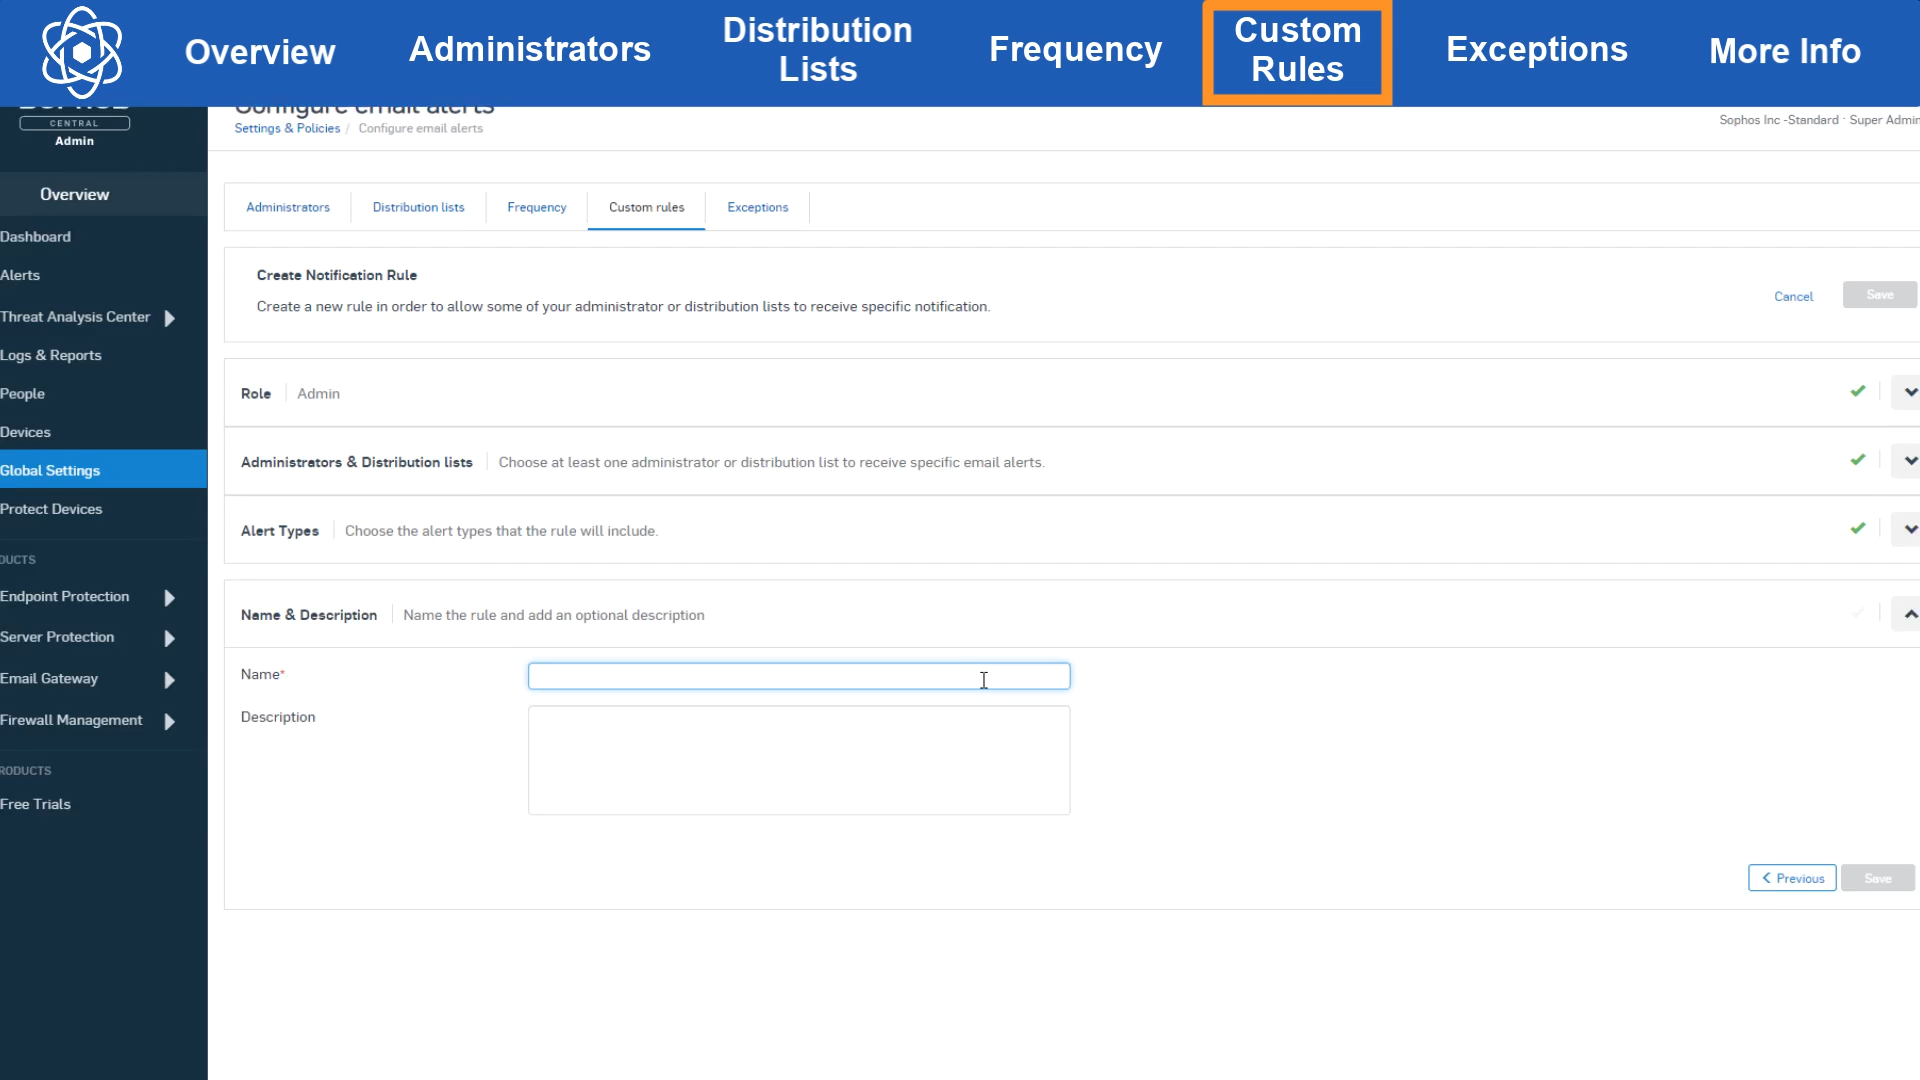 Overview
Administrators
Distribution
Lists
Frequency
Custom
Rules
Exceptions
More Info
CENTRAL
Admin
Configure email alerts
Settings & Policies / Configure email alerts
Sophos Inc -Standard · Super Admin
Overview
Dashboard
Alerts
Threat Analysis Center
Logs & Reports
People
Devices
Global Settings
Protect Devices
DUCTS
Endpoint Protection
Server Protection
Email Gateway
Firewall Management
RODUCTS
Free Trials
Administrators
Distribution lists
Frequency
Custom rules
Exceptions
Create Notification Rule
Create a new rule in order to allow some of your administrator or distribution lists to receive specific notification.
Cancel
Save
Role Admin
Administrators & Distribution lists Choose at least one administrator or distribution list to receive specific email alerts.
Alert Types Choose the alert types that the rule will include.
Name & Description Name the rule and add an optional description
Name*
Description
Previous
Save